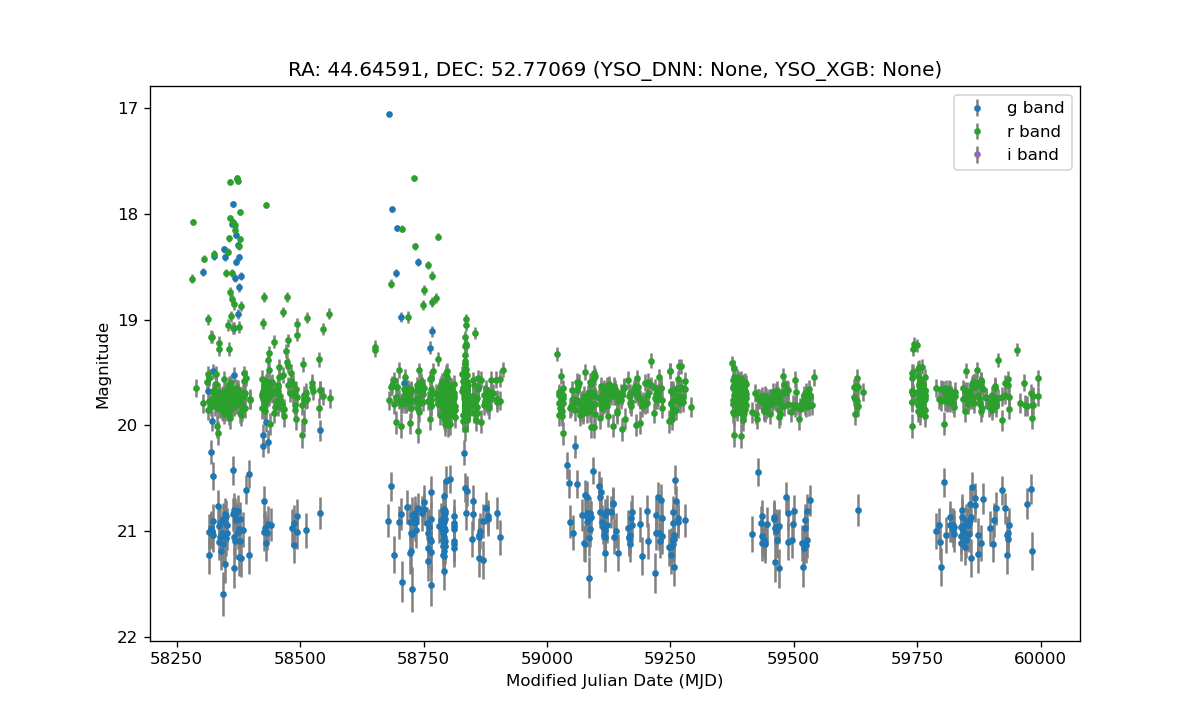 RA: 44.64591, DEC: 52.77069 (YSO_DNN: None, YSO_XGB: None)
g band
r band
i band
17
18
19
20
21
22
Magnitude
58250 58500 58750 59000 59250 59500 59750 60000
Modified Julian Date (MJD)